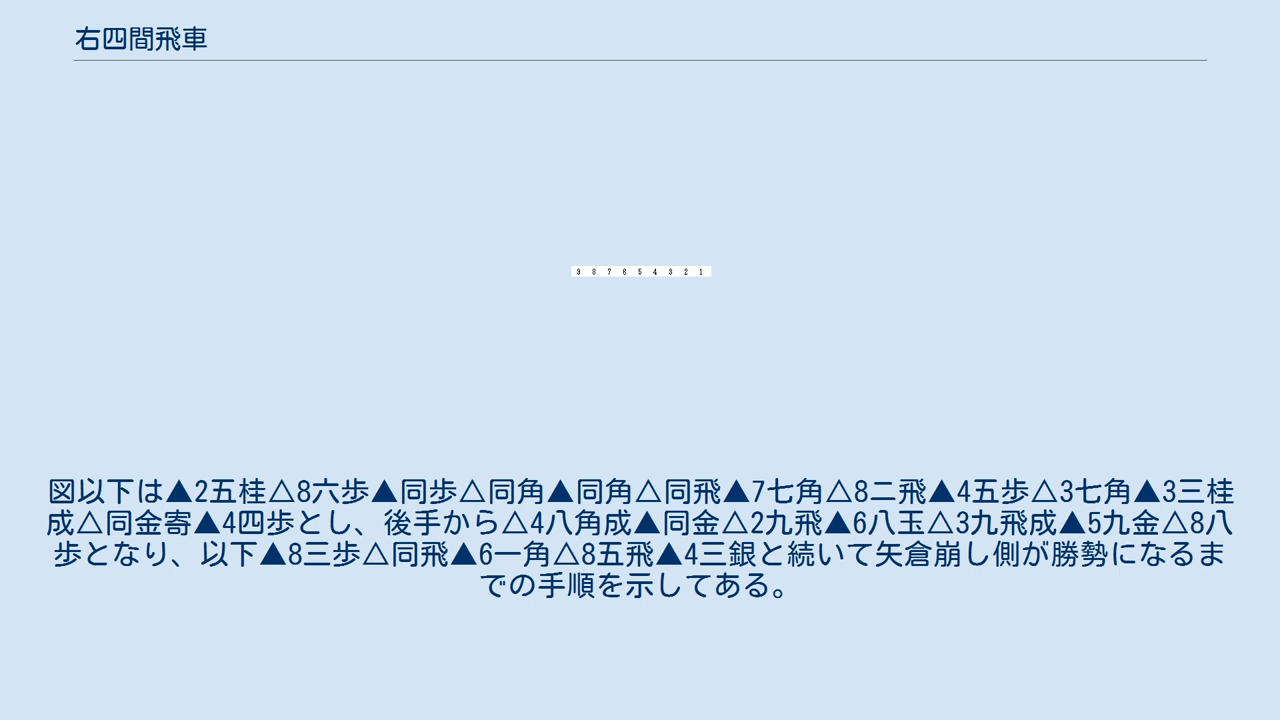 右四間飛車
9 8 7 6 5 4 3 2 1
図以下は▲2五桂△8六歩▲同歩△同角▲同角△同飛▲7七角△8二飛▲4五歩△3七角▲3三桂
成△同金寄▲4四歩とし、後手から△4八角成▲同金△2九飛▲6八玉△3九飛成▲5九金△8八
歩となり、以下▲8三歩△同飛▲6一角△8五飛▲4三銀と続いて矢倉崩し側が勝勢になるま
での手順を示してある。